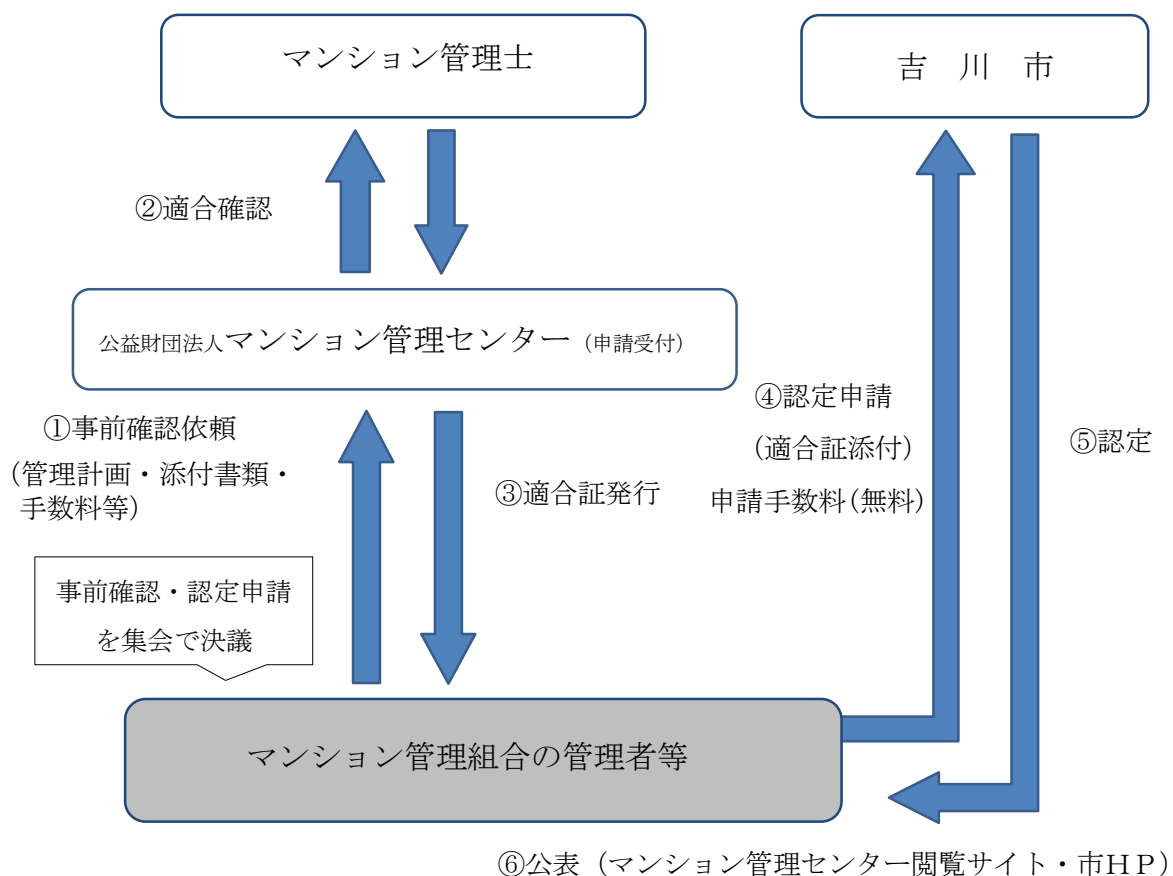 マンション管理士
吉　川　市
②適合確認
公益財団法人マンション管理センター（申請受付）
①事前確認依頼
（管理計画・添付書類・
手数料等）
③適合証発行
④認定申請
（適合証添付）
申請手数料（無料）
⑤認定
事前確認・認定申請
を集会で決議
マンション管理組合の管理者等
⑥公表（マンション管理センター閲覧サイト・市ＨＰ）